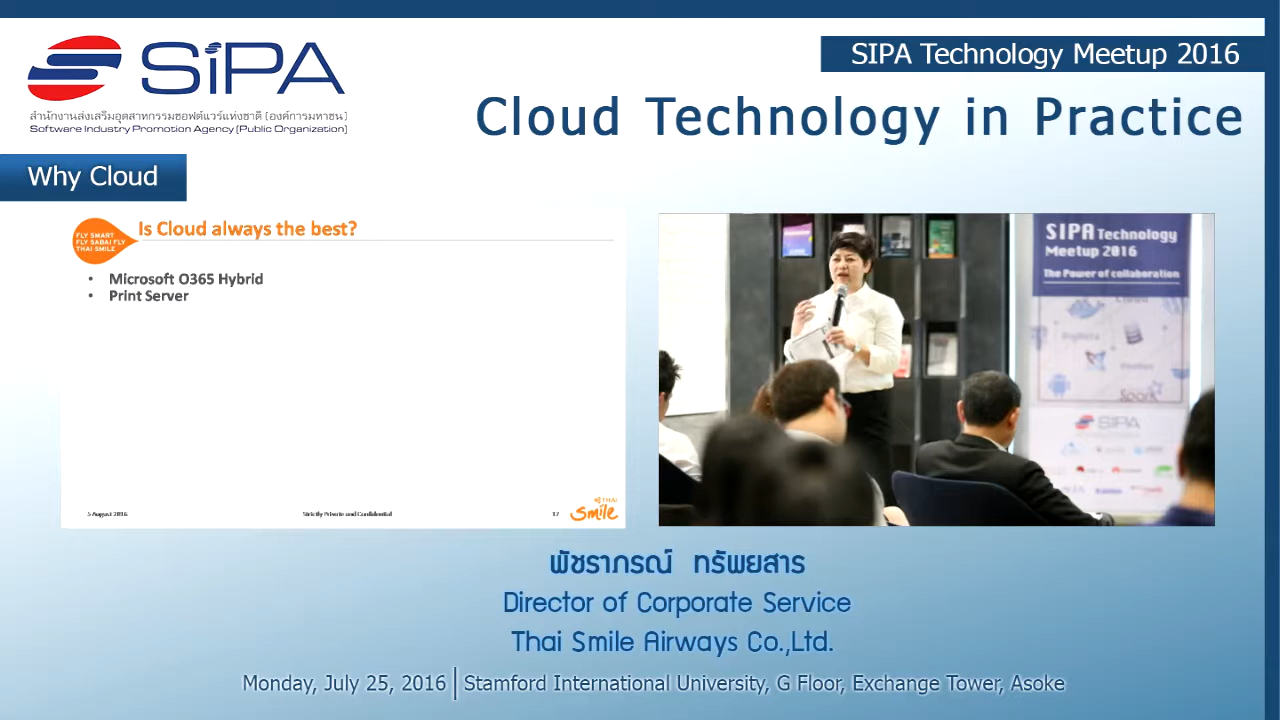 SiPA
สำนักงานส่งเสริมอุตสาหกรรมซอฟต์แวร์แห่งชาติ (องค์การมหาชน)
Software Industry Promotion Agency (Public Organization)
SIPA Technology Meetup 2016
Cloud Technology in Practice
Why Cloud
FLY SMART
FLY SABAI FLY
THAI SMILE
Is Cloud always the best?
• Microsoft O365 Hybrid
• Print Server
5 August 2016
Strictly Private and Confidential
17
THAI
Smile
SIPA Technology
Meetup 2016
The Power of collaboration
Cloud
BigData
Spark
SIPA
พัชราภรณ์ ทรัพยสาร
Director of Corporate Service
Thai Smile Airways Co.,Ltd.
Monday, July 25, 2016 | Stamford International University, G Floor, Exchange Tower, Asoke